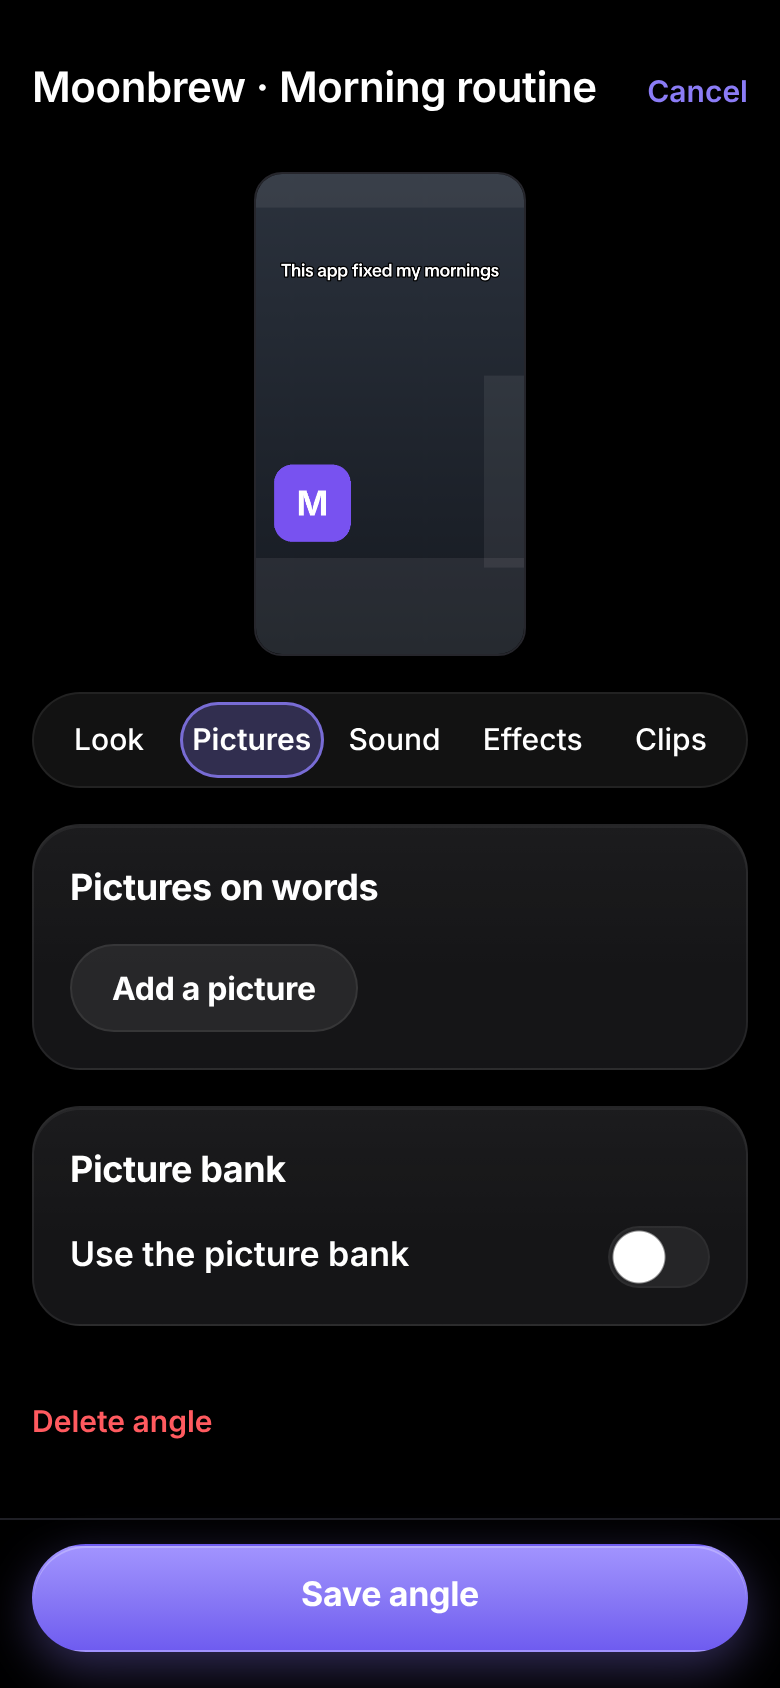 Moonbrew · Morning routine
Cancel
This app fixed my mornings
M
Look
Pictures
Sound
Effects
Clips
Pictures on words
Add a picture
Picture bank
Use the picture bank
Delete angle
Save angle